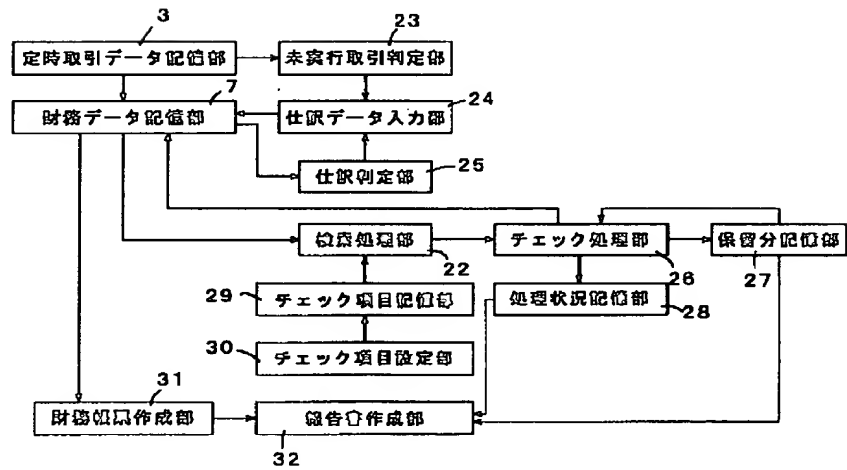 3
23
定時取引データ記憶部
未実行取引判定部
7
24
財務データ記憶部
仕訳データ入力部
25
仕訳判定部
検索処理部
チェック処理部
保留分記憶部
22
26
27
29
チェック項目記憶部
処理状況記憶部
28
30
チェック項目設定部
31
財務帳票作成部
報告書作成部
32